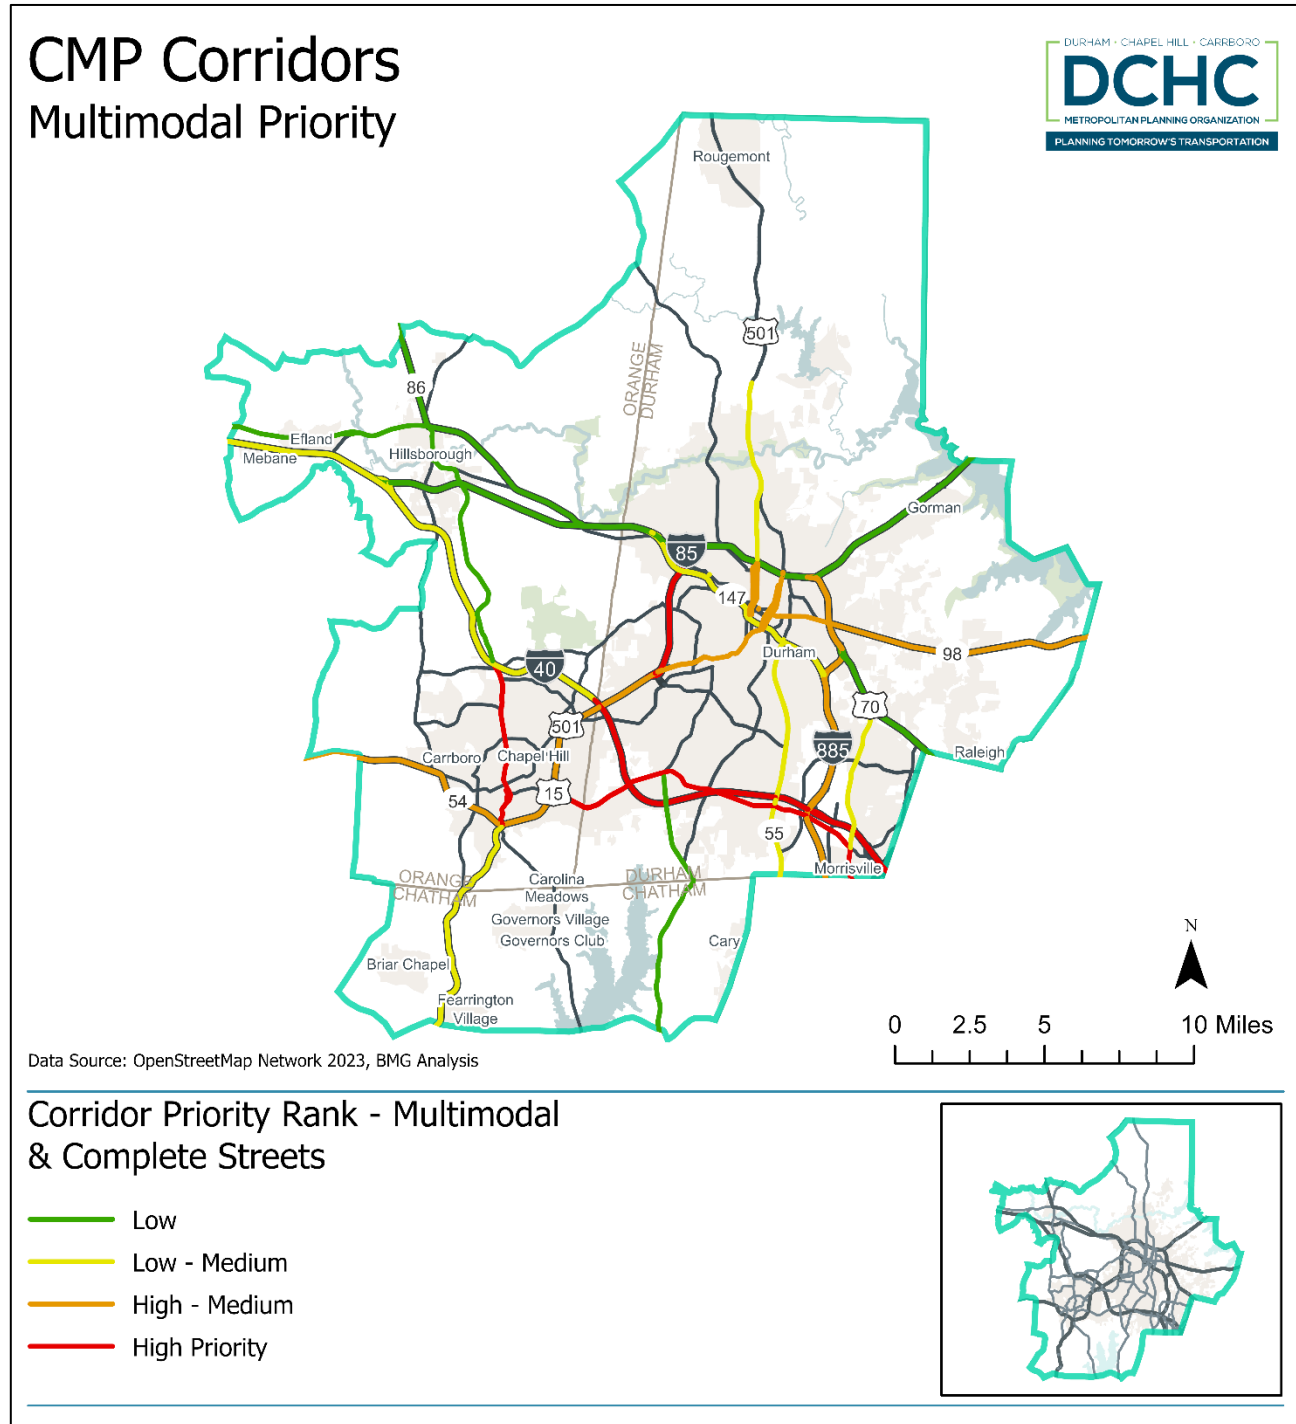 CMP Corridors
Multimodal Priority
DURHAM · CHAPEL HILL · CARRBORO
DCHC
METROPOLITAN PLANNING ORGANIZATION
PLANNING TOMORROW'S TRANSPORTATION
Rougemont
501
ORANGE
DURHAM
86
Efland
Mebane
Hillsborough
Gorman
85
147
Durham
98
40
70
501
885
Raleigh
Carrboro
Chapel Hill
54
15
55
Morrisville
ORANGE
CHATHAM
DURHAM
CHATHAM
Carolina
Meadows
Governors Village
Governors Club
Cary
Briar Chapel
Fearrington
Village
N
0 2.5 5 10 Miles
Data Source: OpenStreetMap Network 2023, BMG Analysis
Corridor Priority Rank - Multimodal
& Complete Streets
Low
Low - Medium
High - Medium
High Priority